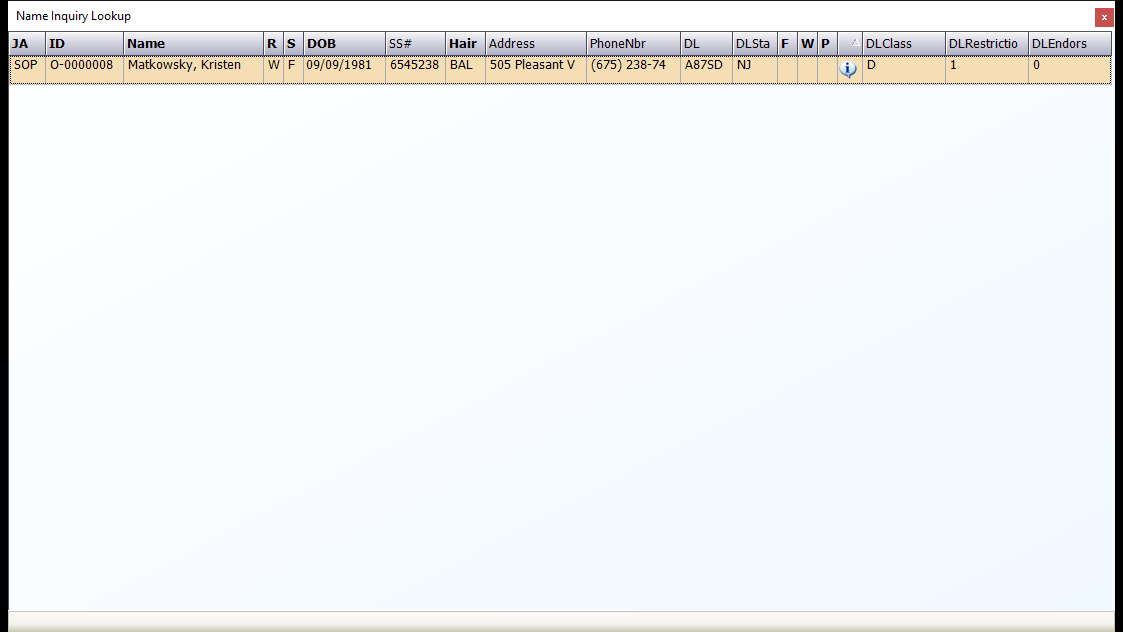 Name Inquiry Lookup
x
JA ID Name R S DOB SS# Hair Address PhoneNbr DL DLSta F W P DLClass DLRestrictio DLEndors
SOP O-0000008 Matkowsky, Kristen W F 09/09/1981 6545238 BAL 505 Pleasant V (675) 238-74 A87SD NJ i D 1 0